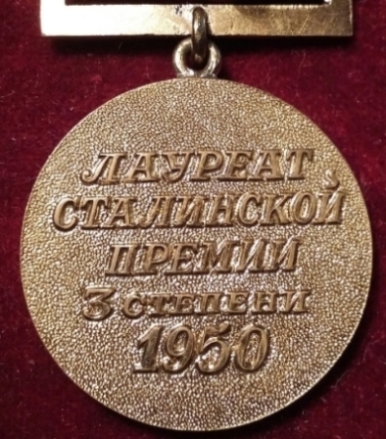 ЛАУРЕАТ
СТАЛИНСКОЙ
ПРЕМИИ
3 СТЕПЕНИ
1950